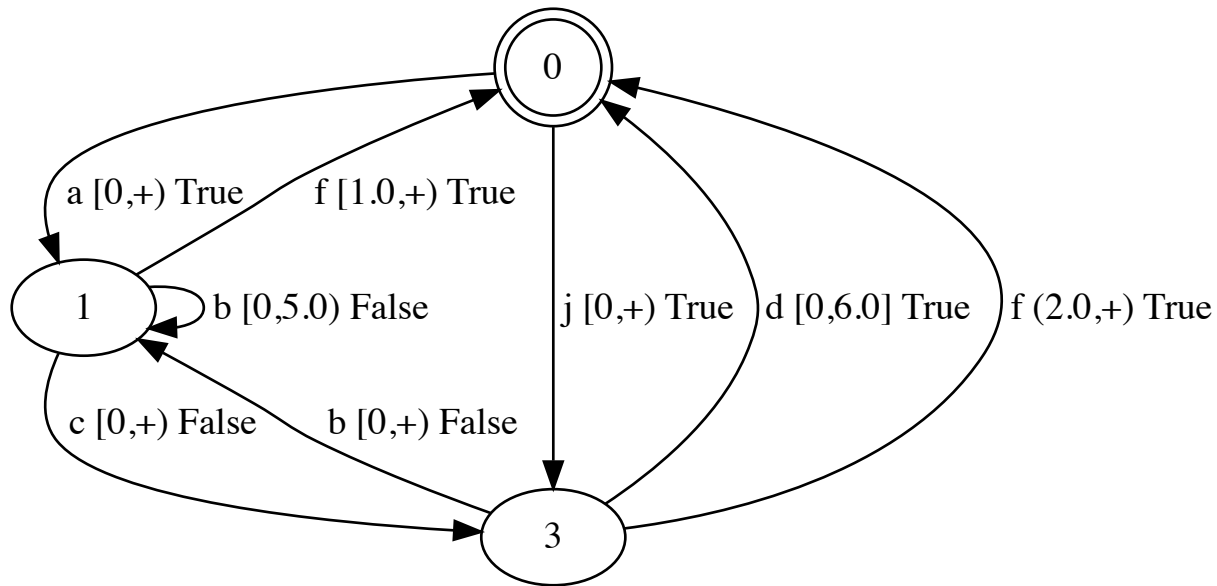 0
a [0,+) True
f [1.0,+) True
1
b [0,5.0) False
j [0,+) True
d [0,6.0] True
f (2.0,+) True
c [0,+) False
b [0,+) False
3